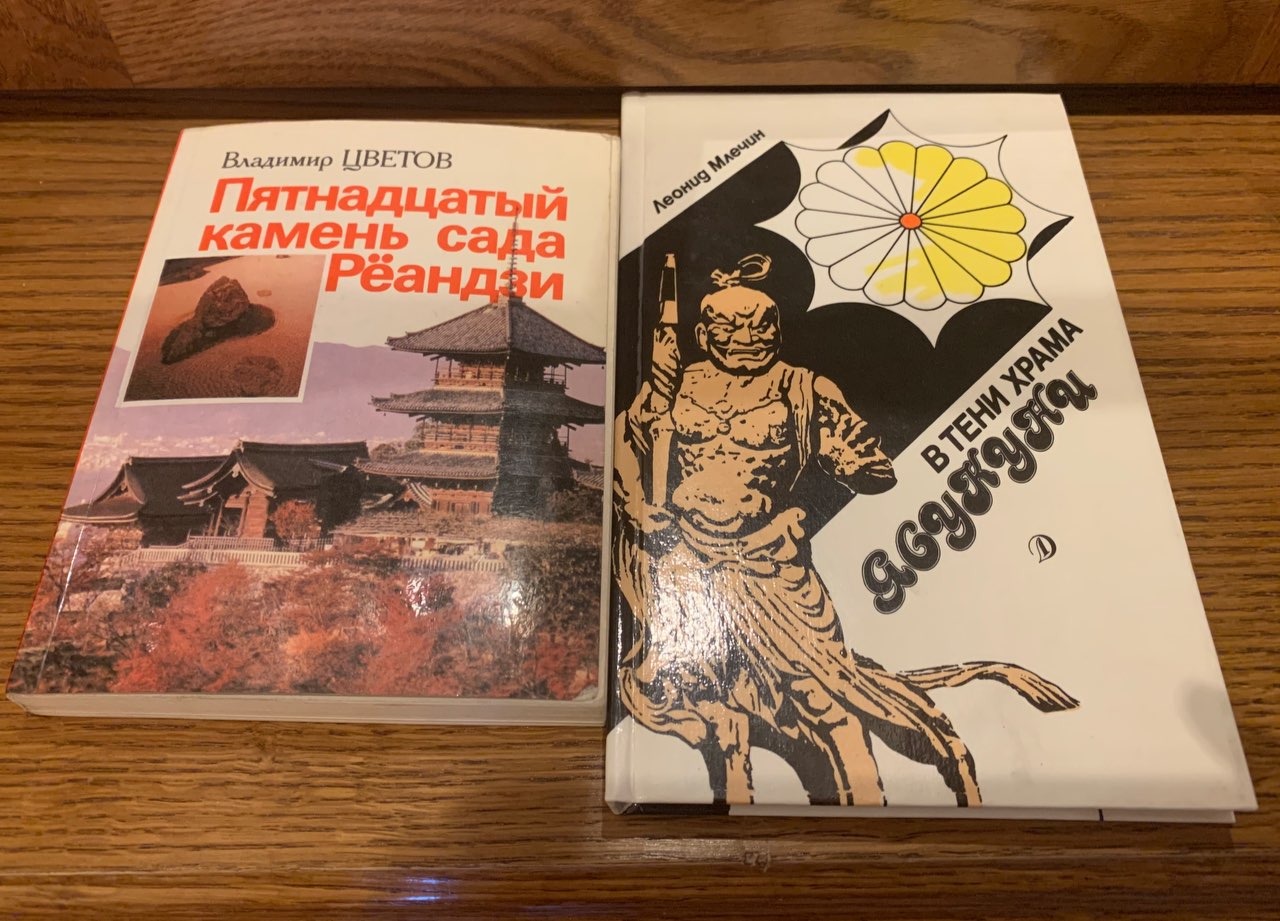 Владимир ЦВЕТОВ
Пятнадцатый
камень сада
Рёандзи
Леонид Млечин
В ТЕНИ ХРАМА
ЯСУКУНИ
Д